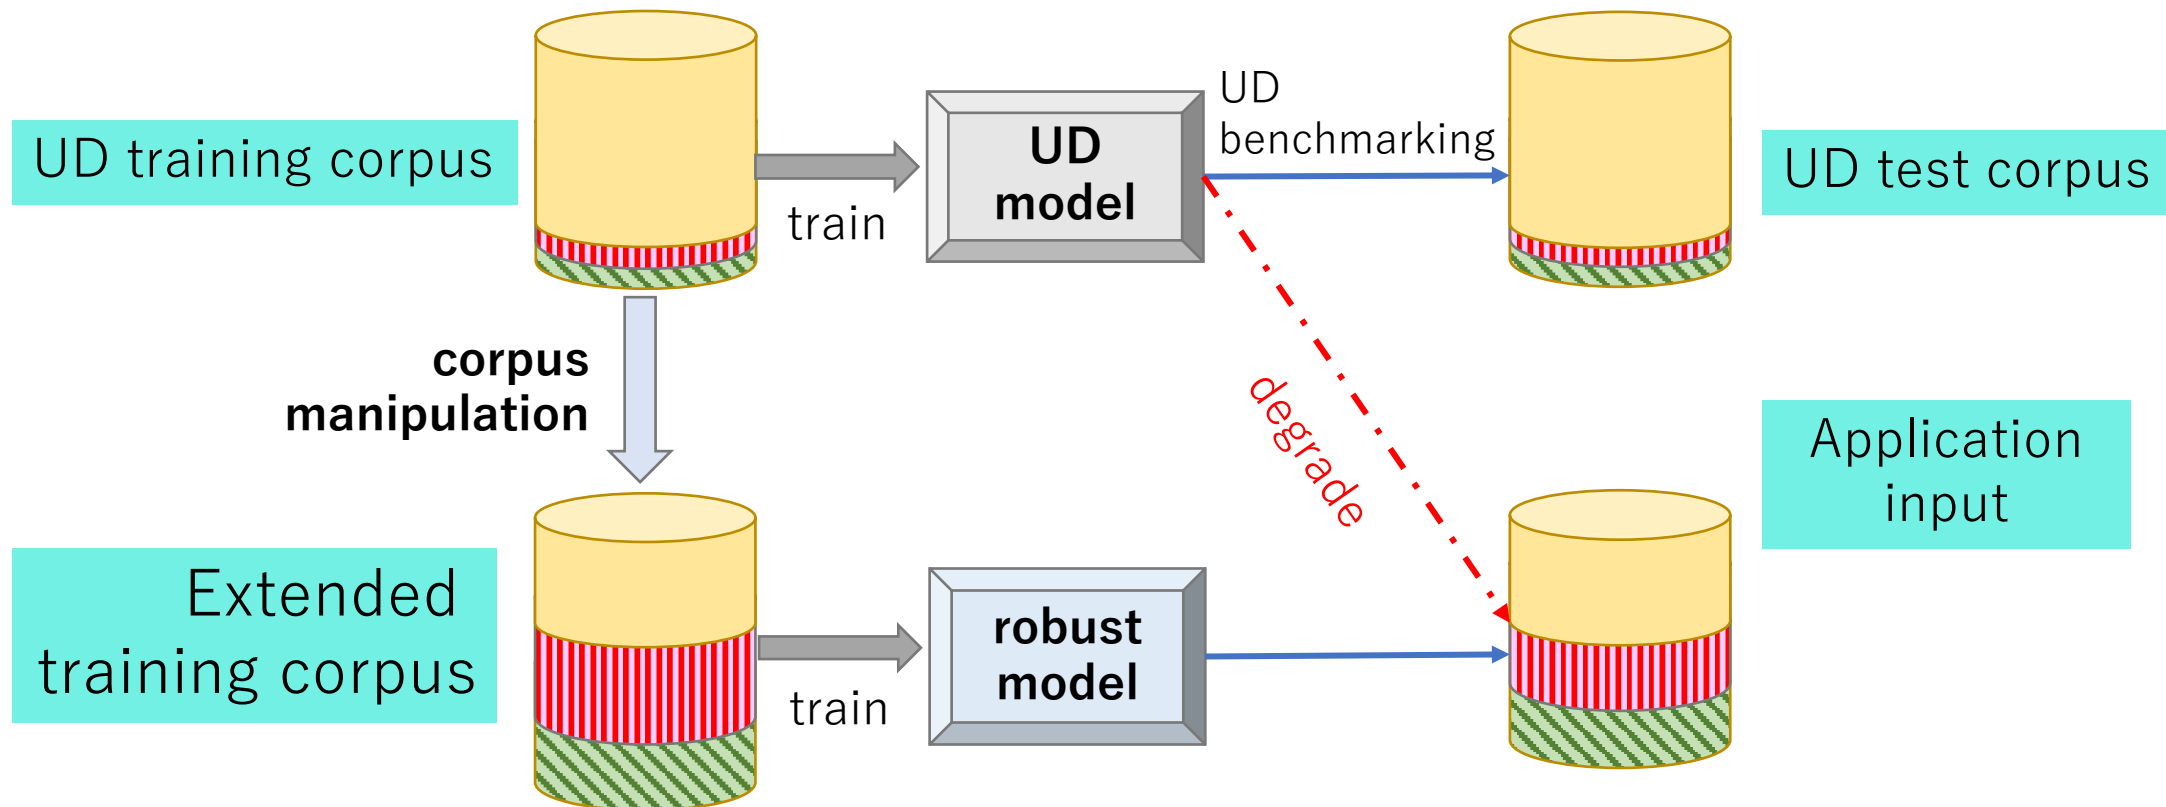 UD training corpus
train
UD
model
UD
benchmarking
UD test corpus
corpus
manipulation
degrade
Application
input
Extended
training corpus
train
robust
model